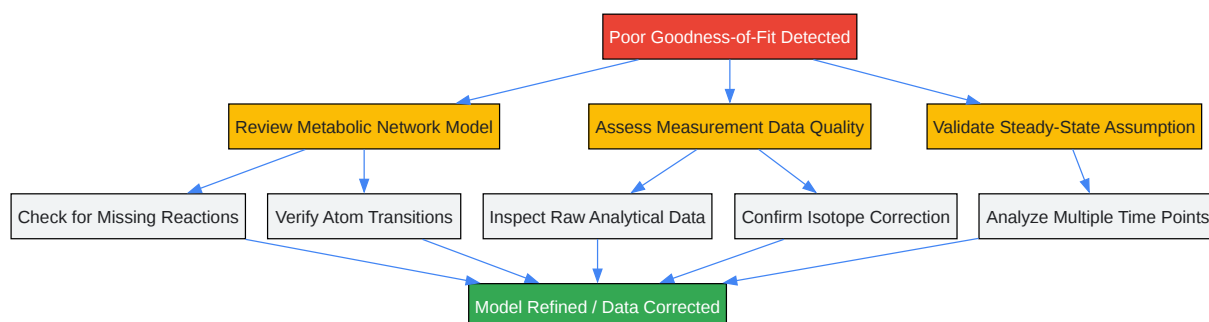 Poor Goodness-of-Fit Detected
Review Metabolic Network Model
Assess Measurement Data Quality
Validate Steady-State Assumption
Check for Missing Reactions
Verify Atom Transitions
Inspect Raw Analytical Data
Confirm Isotope Correction
Analyze Multiple Time Points
Model Refined / Data Corrected